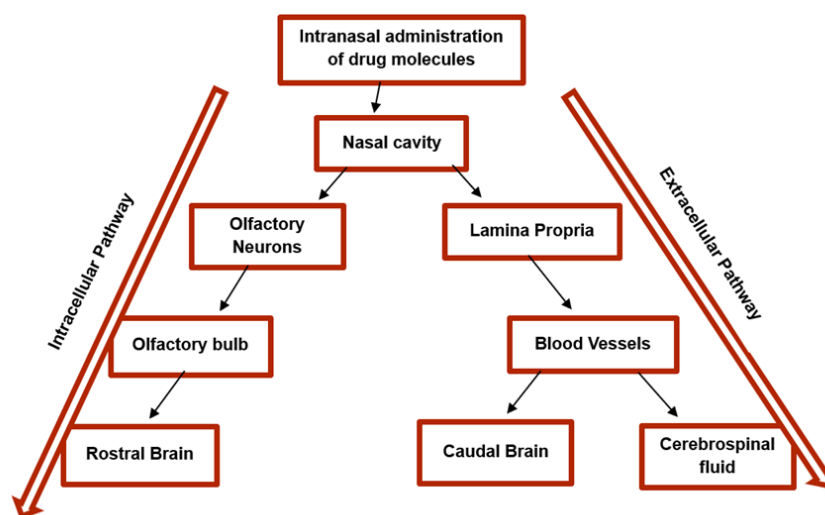 Intranasal administration
of drug molecules
Nasal cavity
Olfactory
Neurons
Lamina Propria
Intracellular Pathway
Extracellular Pathway
Olfactory bulb
Blood Vessels
Rostral Brain
Caudal Brain
Cerebrospinal
fluid